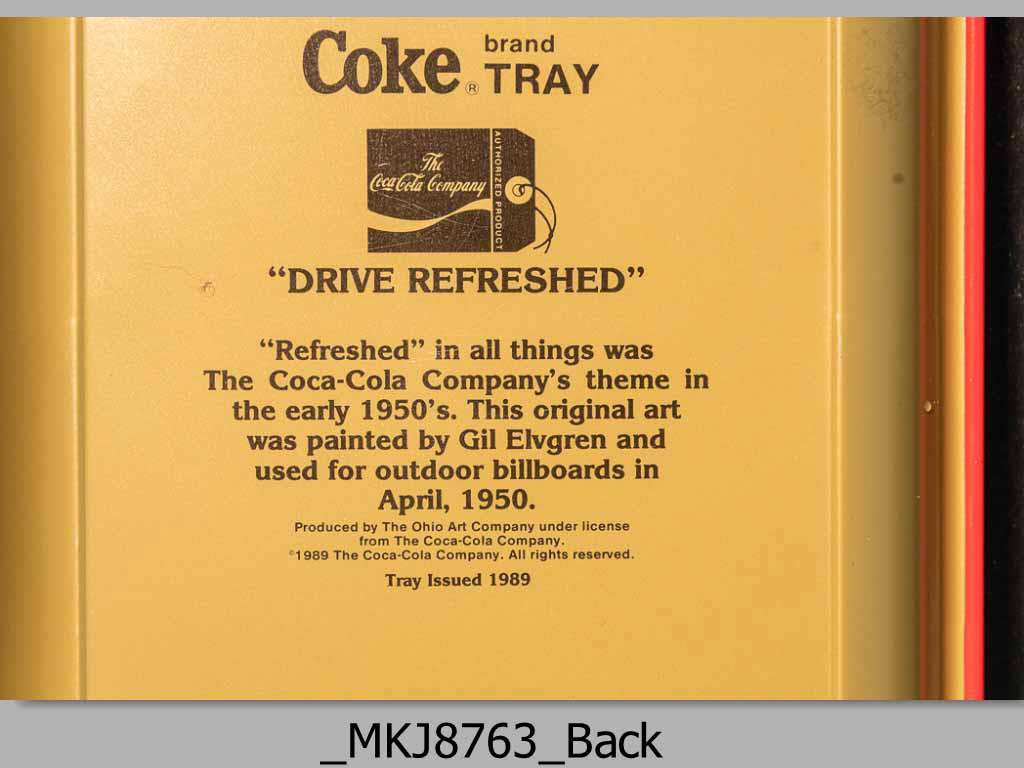 Coke® brand
TRAY
The
Coca-Cola Company
AUTHORIZED PRODUCT
“DRIVE REFRESHED”
“Refreshed” in all things was
The Coca-Cola Company’s theme in
the early 1950’s. This original art
was painted by Gil Elvgren and
used for outdoor billboards in
April, 1950.
Produced by The Ohio Art Company under license
from The Coca-Cola Company.
©1989 The Coca-Cola Company. All rights reserved.
Tray Issued 1989
_MKJ8763_Back